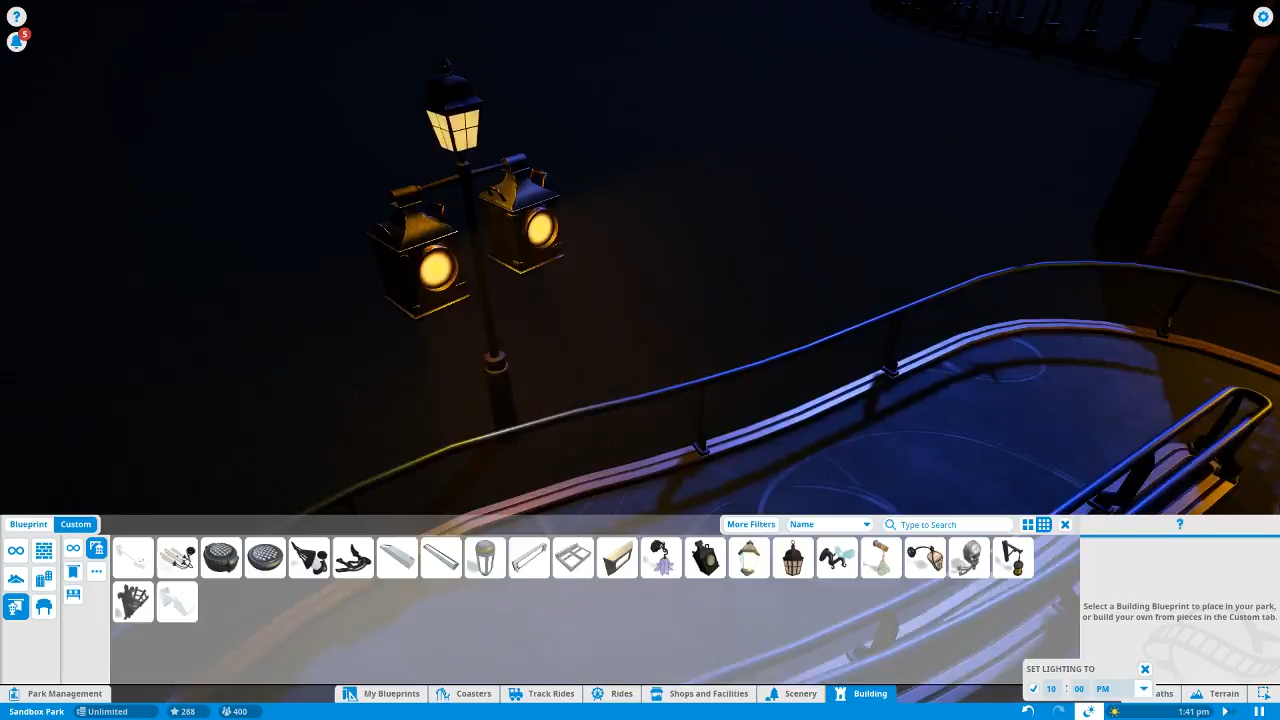 ?
5
Blueprint Custom More Filters Name Type to Search ?
Select a Building Blueprint to place in your park,
or build your own from pieces in the Custom tab.
SET LIGHTING TO
10 : 00 PM
Park Management My Blueprints Coasters Track Rides Rides Shops and Facilities Scenery Building aths Terrain
Sandbox Park Unlimited 288 400 1:41 pm